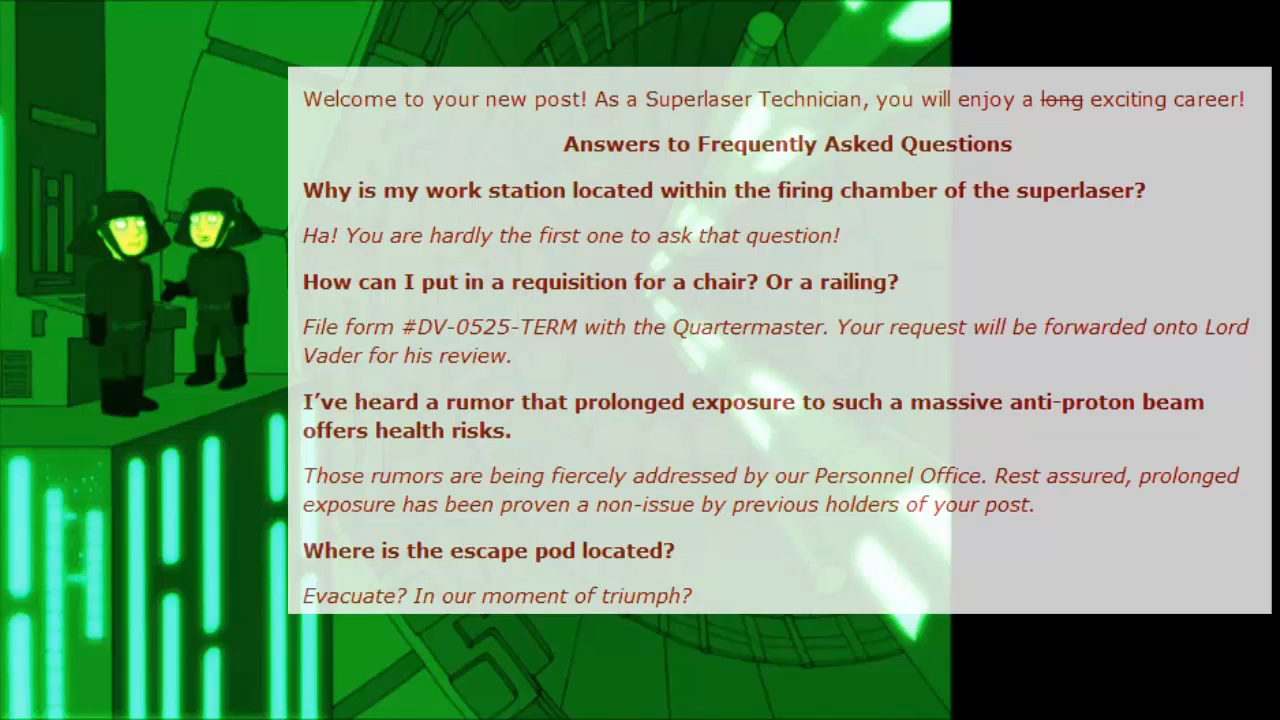 Welcome to your new post! As a Superlaser Technician, you will enjoy a long exciting career!
Answers to Frequently Asked Questions
Why is my work station located within the firing chamber of the superlaser?
Ha! You are hardly the first one to ask that question!
How can I put in a requisition for a chair? Or a railing?
File form #DV-0525-TERM with the Quartermaster. Your request will be forwarded onto Lord
Vader for his review.
I’ve heard a rumor that prolonged exposure to such a massive anti-proton beam
offers health risks.
Those rumors are being fiercely addressed by our Personnel Office. Rest assured, prolonged
exposure has been proven a non-issue by previous holders of your post.
Where is the escape pod located?
Evacuate? In our moment of triumph?